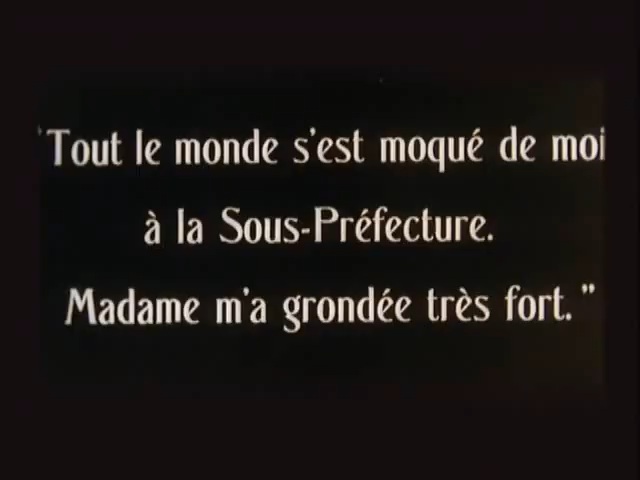 "Tout le monde s'est moqué de moi
à la Sous-Préfecture.
Madame m'a grondée très fort."